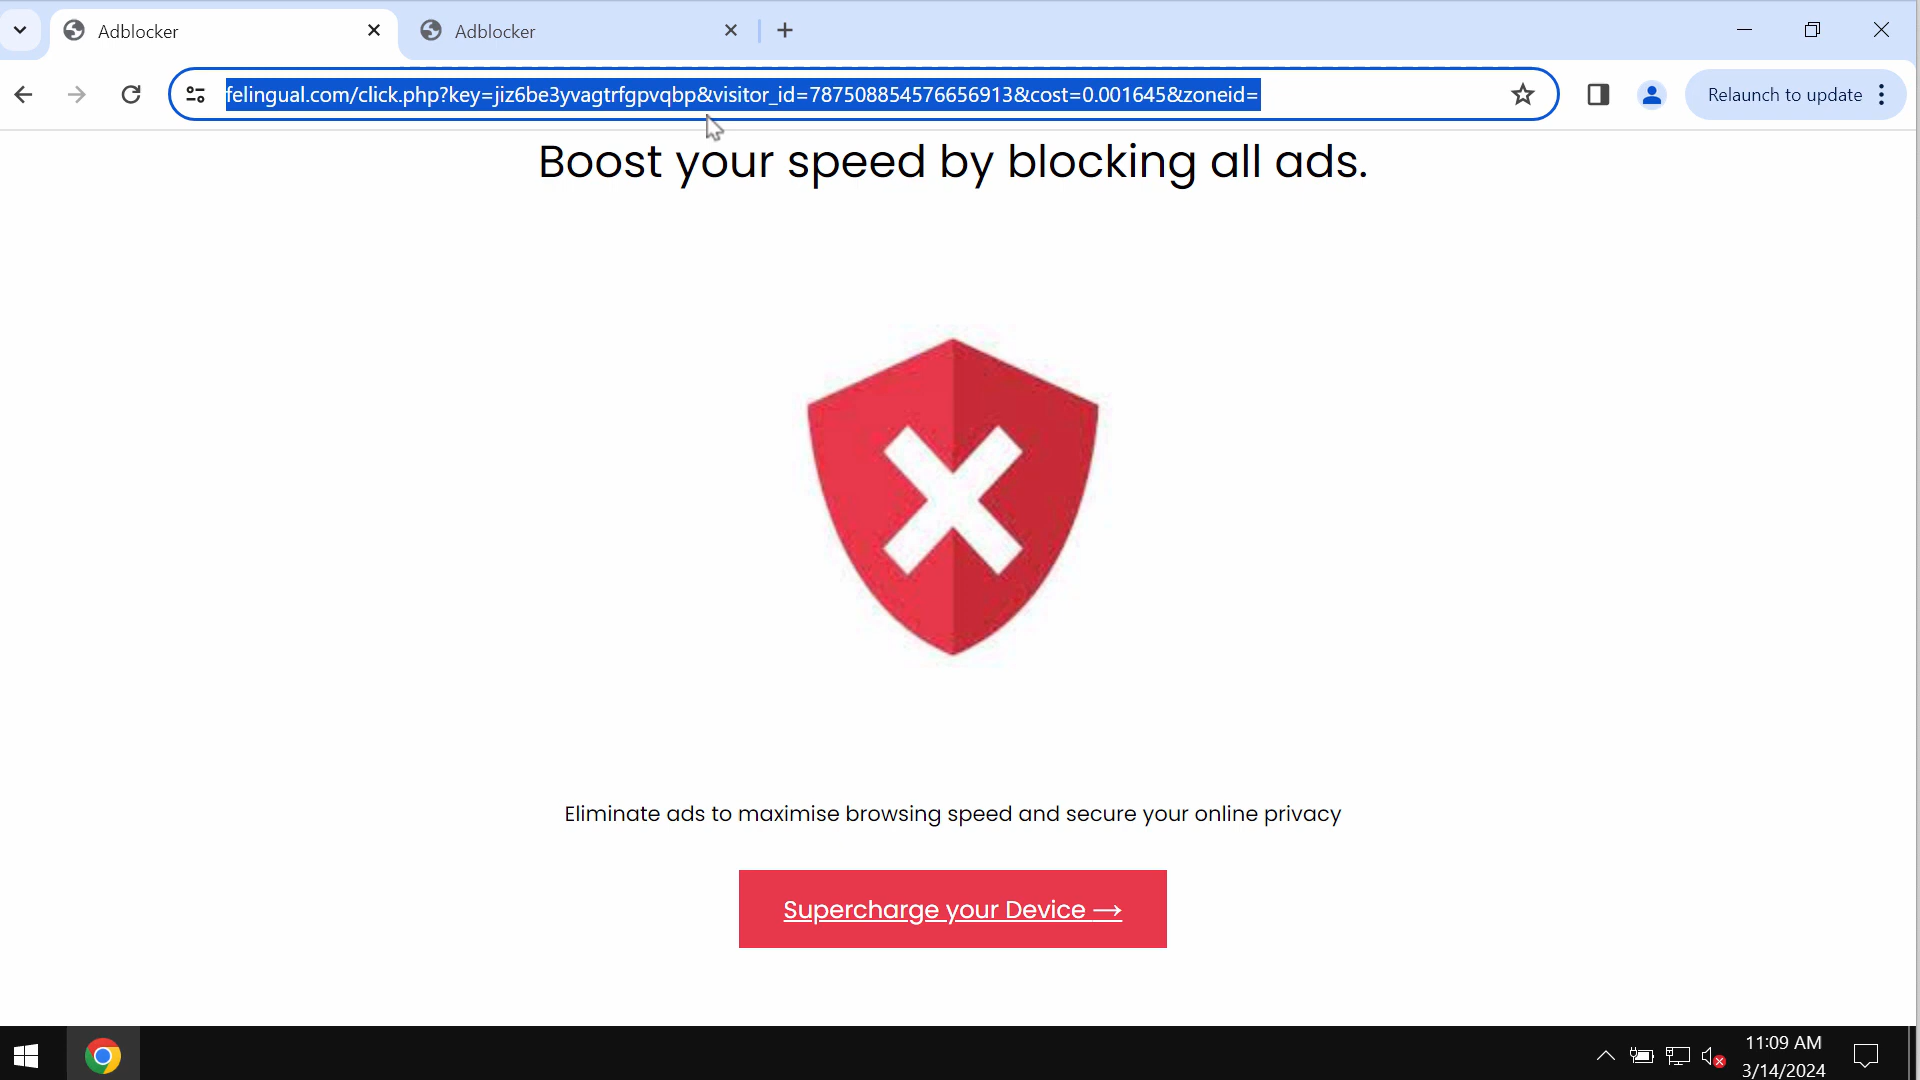 Adblocker
Adblocker
felingual.com/click.php?key=jiz6be3yvagtrfgpvqbp&visitor_id=787508854576656913&cost=0.001645&zoneid=
Relaunch to update
Boost your speed by blocking all ads.
Eliminate ads to maximise browsing speed and secure your online privacy
Supercharge your Device →
11:09 AM
3/14/2024